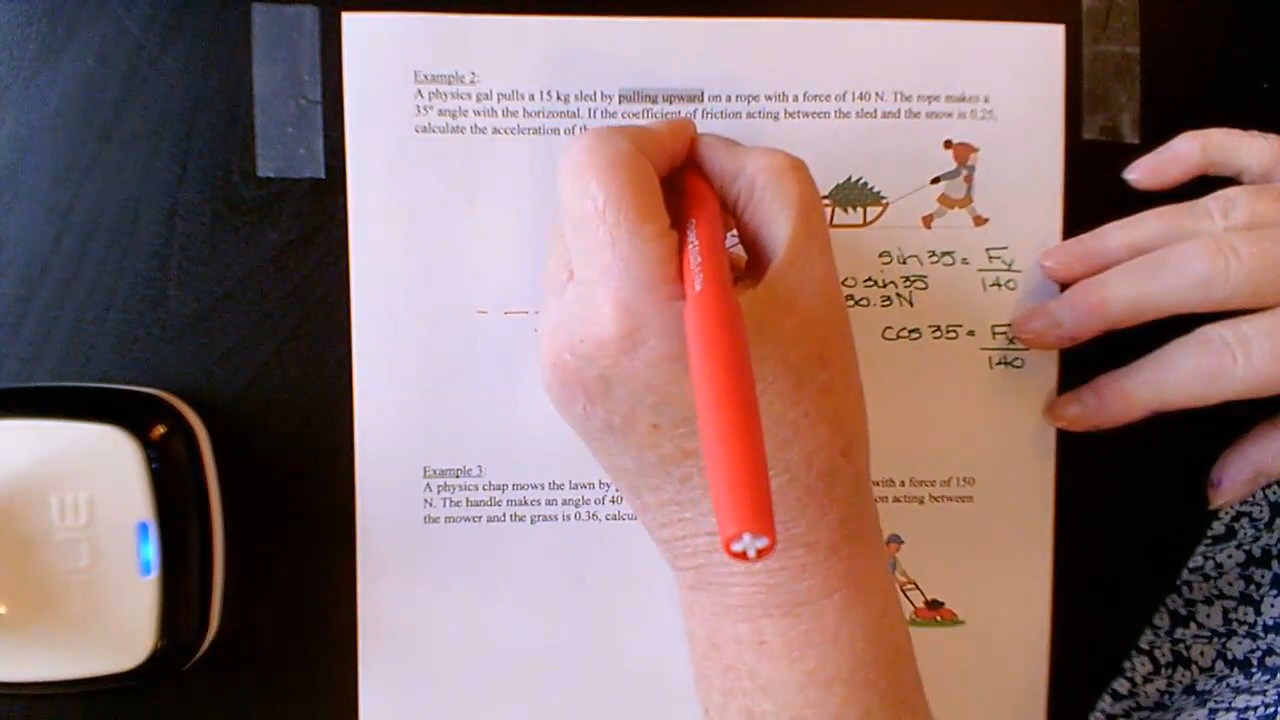 Example 2:
A physics gal pulls a 15 kg sled by pulling upward on a rope with a force of 140 N. The rope makes a
35° angle with the horizontal. If the coefficient of friction acting between the sled and the snow is 0.25,
calculate the acceleration of
sin 35 = Fy
140
sin 35
80.3 N
cos 35 = Fx
140
Example 3:
A physics chap mows the lawn by
with a force of 150
N. The handle makes an angle of 40
on acting between
the mower and the grass is 0.36,
HUE